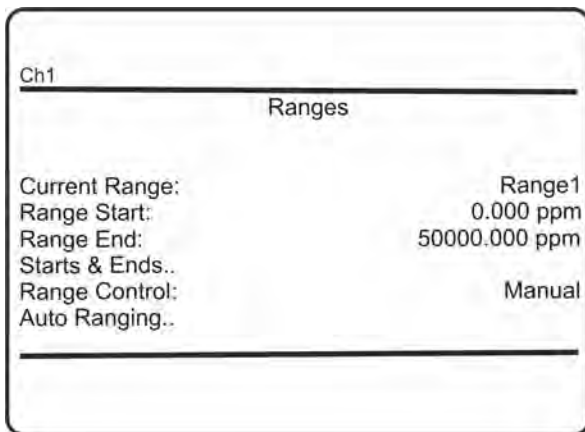 Ch1
Ranges
Current Range: Range1
Range Start: 0.000 ppm
Range End: 50000.000 ppm
Starts & Ends..
Range Control: Manual
Auto Ranging..